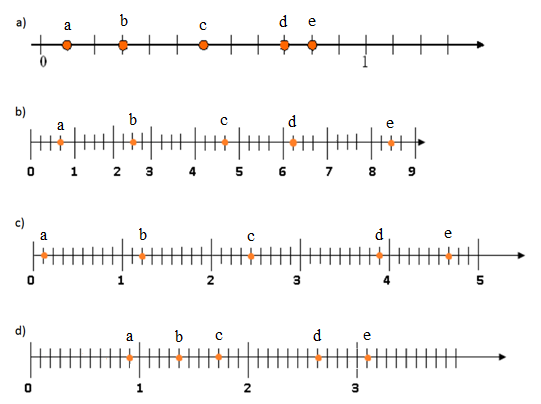 a) a b c d e
0 1
b) a b c d e
0 1 2 3 4 5 6 7 8 9
c) a b c d e
0 1 2 3 4 5
d) a b c d e
0 1 2 3